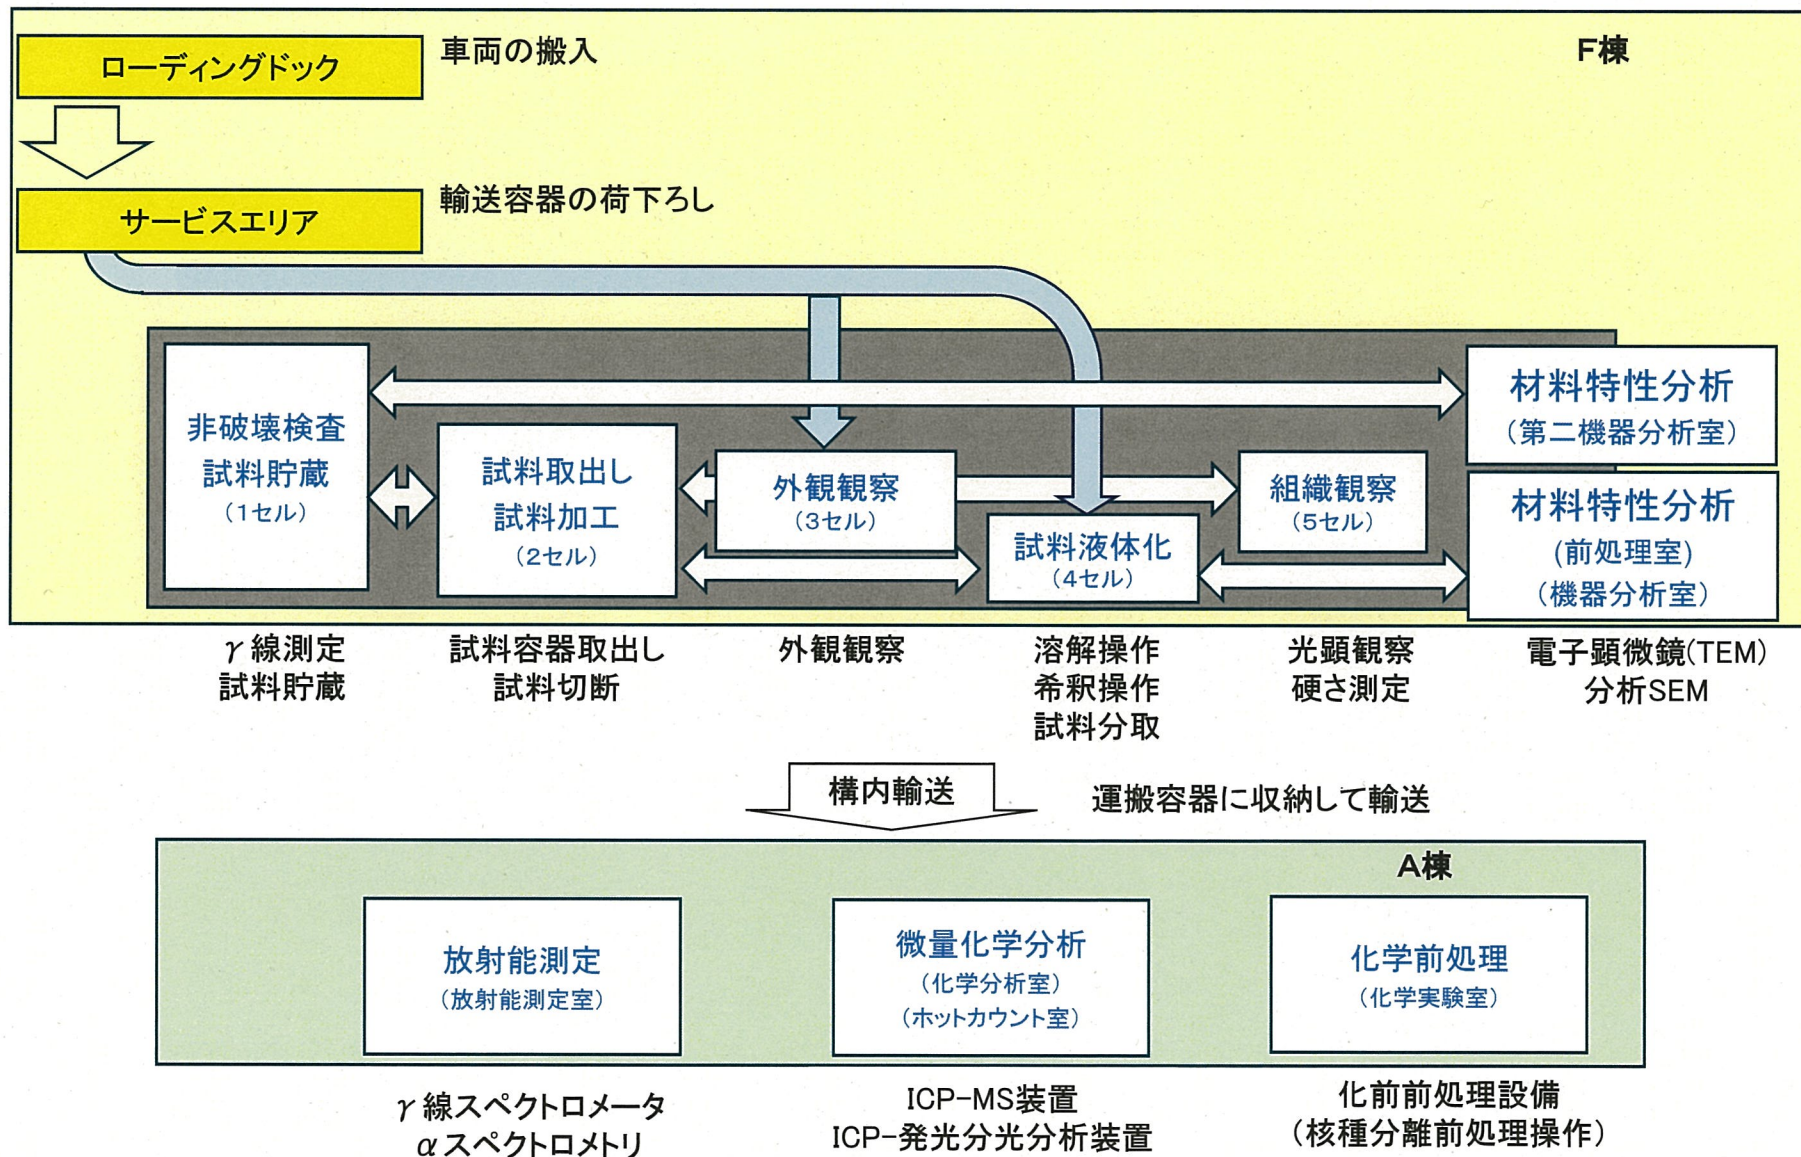 F棟
ローディングドック
車両の搬入
サービスエリア
輸送容器の荷下ろし
非破壊検査
試料貯蔵
(1セル)
試料取出し
試料加工
(2セル)
外観観察
(3セル)
試料液体化
(4セル)
組織観察
(5セル)
材料特性分析
(第二機器分析室)
材料特性分析
(前処理室)
(機器分析室)
γ線測定
試料貯蔵
試料容器取出し
試料切断
外観観察
溶解操作
希釈操作
試料分取
光顕観察
硬さ測定
電子顕微鏡(TEM)
分析SEM
構内輸送
運搬容器に収納して輸送
A棟
放射能測定
(放射能測定室)
微量化学分析
(化学分析室)
(ホットカウント室)
化学前処理
(化学実験室)
γ線スペクトロメータ
αスペクトロメトリ
ICP-MS装置
ICP-発光分光分析装置
化前前処理設備
(核種分離前処理操作)